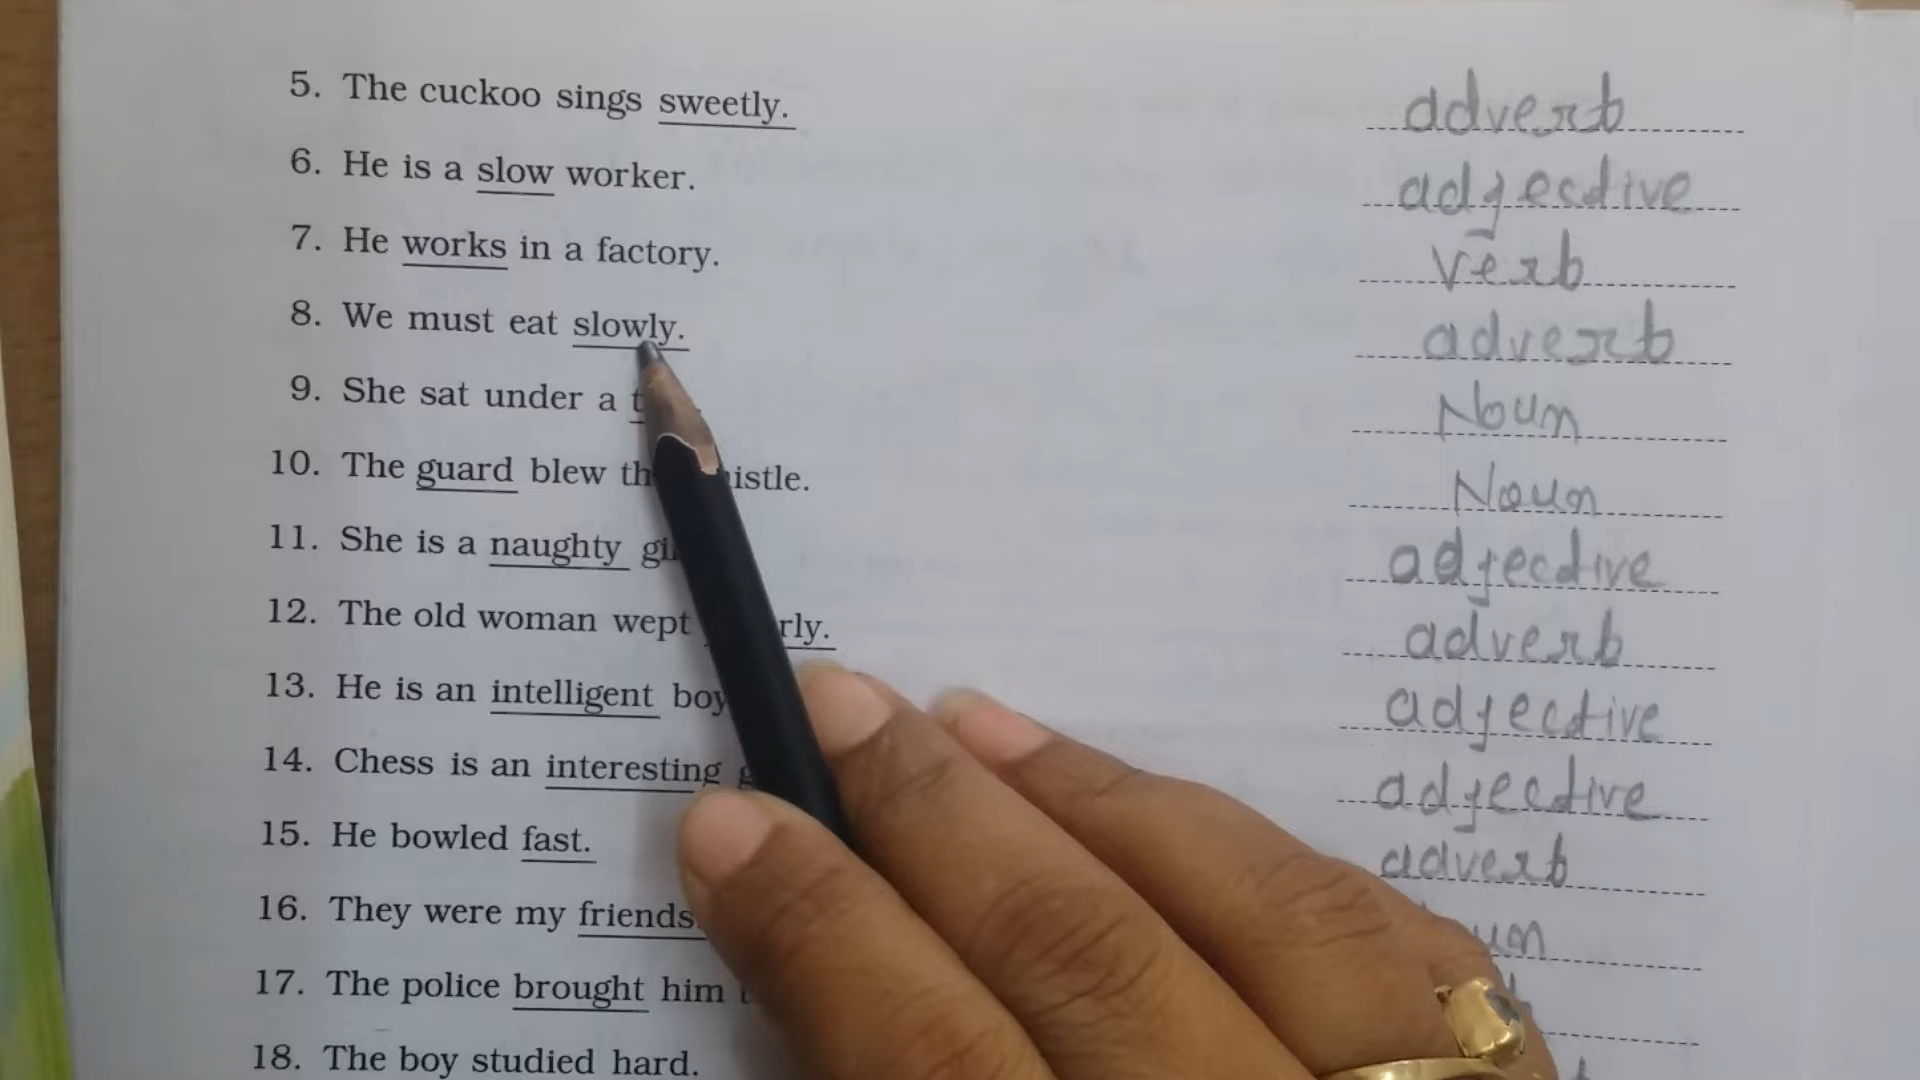 5. The cuckoo sings sweetly. adverb
6. He is a slow worker. adjective
7. He works in a factory. Verb
8. We must eat slowly. adverb
9. She sat under a Noun
10. The guard blew Noun
11. She is a naughty adjective
12. The old woman wept adverb
13. He is an intelligent boy adjective
14. Chess is an interesting adjective
15. He bowled fast. adverb
16. They were my friends.
17. The police brought him
18. The boy studied hard.